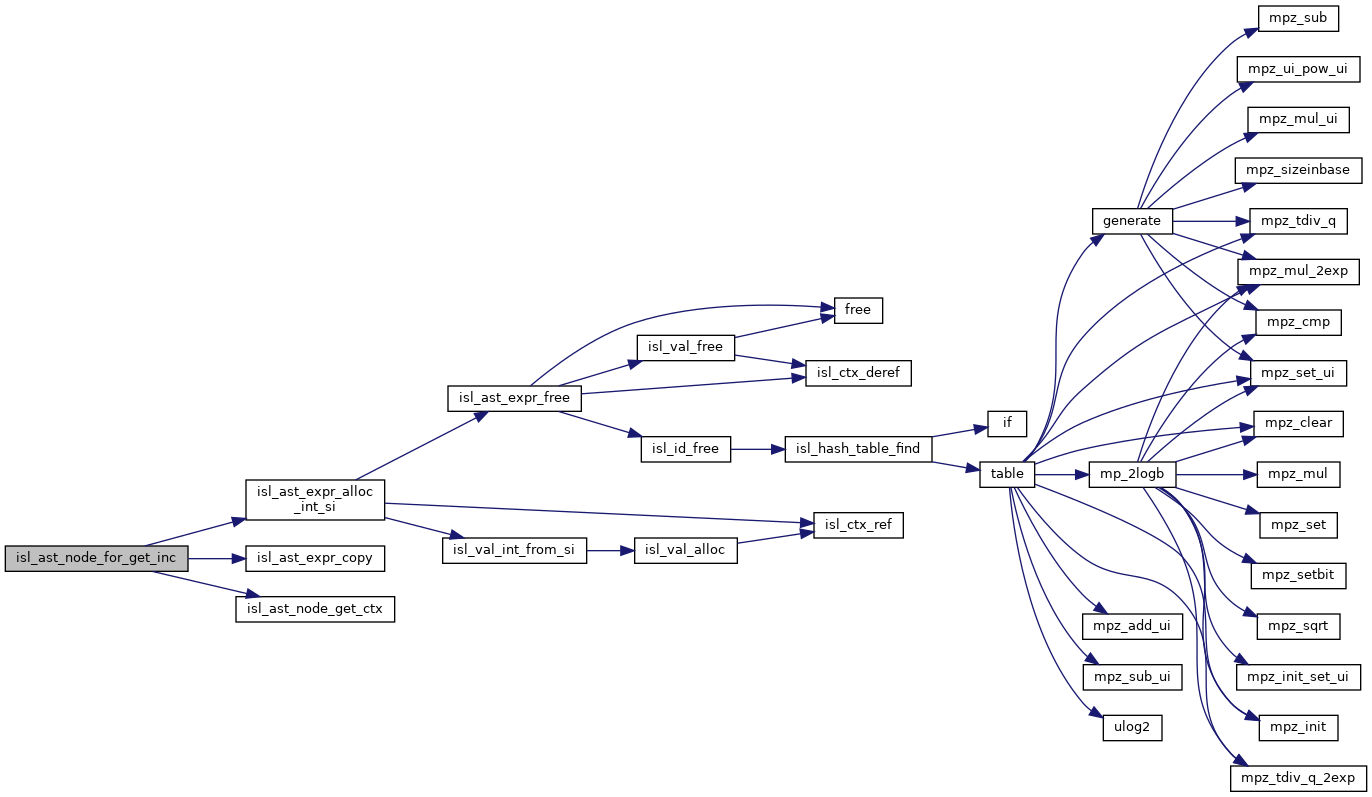 mpz_sub
mpz_ui_pow_ui
mpz_mul_ui
mpz_sizeinbase
generate
mpz_tdiv_q
mpz_mul_2exp
free
mpz_cmp
isl_val_free
isl_ctx_deref
mpz_set_ui
isl_ast_expr_free
if
mpz_clear
isl_id_free
isl_hash_table_find
table
mp_2logb
mpz_mul
isl_ast_expr_alloc
_int_si
isl_ctx_ref
mpz_set
isl_ast_node_for_get_inc
isl_ast_expr_copy
isl_val_int_from_si
isl_val_alloc
mpz_setbit
isl_ast_node_get_ctx
mpz_add_ui
mpz_sqrt
mpz_sub_ui
mpz_init_set_ui
ulog2
mpz_init
mpz_tdiv_q_2exp